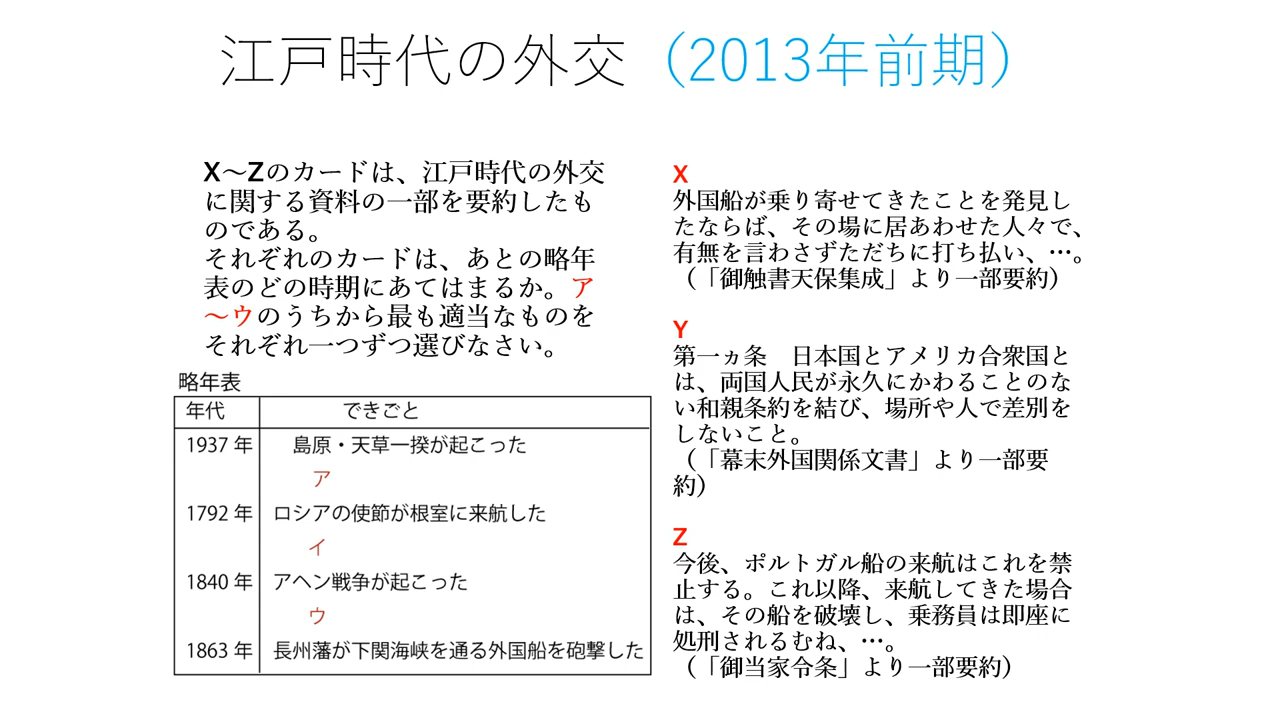 江戸時代の外交（2013年前期）
X〜Zのカードは、江戸時代の外交
に関する資料の一部を要約したも
のである。
それぞれのカードは、あとの略年
表のどの時期にあてはまるか。ア
〜ウのうちから最も適当なものを
それぞれ一つずつ選びなさい。
略年表
年代 できごと
1937 年 島原・天草一揆が起こった
ア
1792 年 ロシアの使節が根室に来航した
イ
1840 年 アヘン戦争が起こった
ウ
1863 年 長州藩が下関海峡を通る外国船を砲撃した
X
外国船が乗り寄せてきたことを発見し
たならば、その場に居あわせた人々で、
有無を言わさずただちに打ち払い、…。
（「御触書天保集成」より一部要約）
Y
第一ヵ条　日本国とアメリカ合衆国と
は、両国人民が永久にかわることのな
い和親条約を結び、場所や人で差別を
しないこと。
（「幕末外国関係文書」より一部要
約）
Z
今後、ポルトガル船の来航はこれを禁
止する。これ以降、来航してきた場合
は、その船を破壊し、乗務員は即座に
処刑されるむね、…。
（「御当家令条」より一部要約）